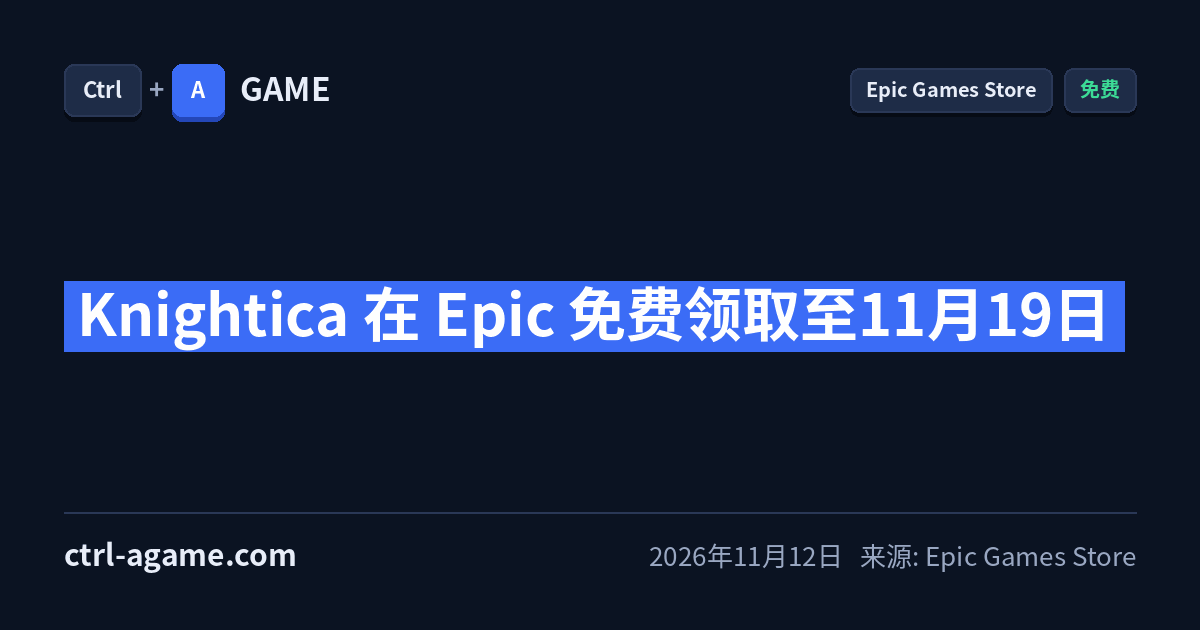 Ctrl + A GAME
Epic Games Store 免费
Knightica 在 Epic 免费领取至11月19日
ctrl-agame.com
2026年11月12日 来源: Epic Games Store